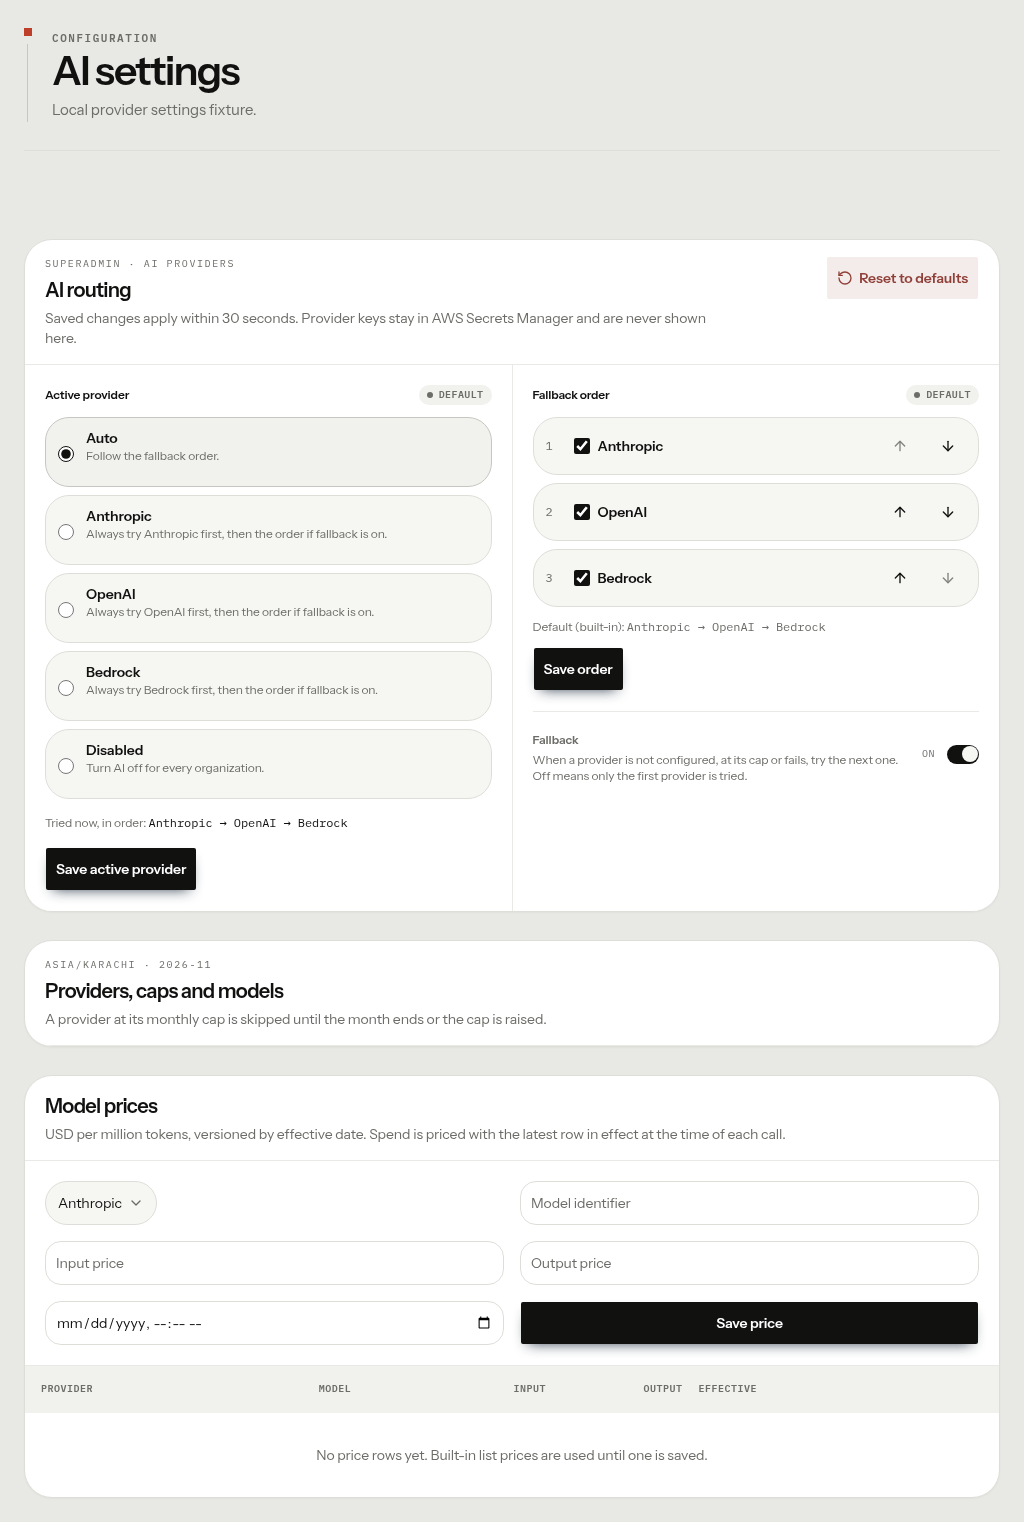 CONFIGURATION
AI settings
Local provider settings fixture.
SUPERADMIN · AI PROVIDERS
AI routing
Saved changes apply within 30 seconds. Provider keys stay in AWS Secrets Manager and are never shown
here.
Reset to defaults
Active provider
DEFAULT
Auto
Follow the fallback order.
Anthropic
Always try Anthropic first, then the order if fallback is on.
OpenAI
Always try OpenAI first, then the order if fallback is on.
Bedrock
Always try Bedrock first, then the order if fallback is on.
Disabled
Turn AI off for every organization.
Tried now, in order: Anthropic → OpenAI → Bedrock
Save active provider
Fallback order
DEFAULT
1 Anthropic
2 OpenAI
3 Bedrock
Default (built-in): Anthropic → OpenAI → Bedrock
Save order
Fallback
When a provider is not configured, at its cap or fails, try the next one.
Off means only the first provider is tried.
ON
ASIA/KARACHI · 2026-11
Providers, caps and models
A provider at its monthly cap is skipped until the month ends or the cap is raised.
Model prices
USD per million tokens, versioned by effective date. Spend is priced with the latest row in effect at the time of each call.
Anthropic
Model identifier
Input price
Output price
mm/dd/yyyy, --:-- --
Save price
PROVIDER MODEL INPUT OUTPUT EFFECTIVE
No price rows yet. Built-in list prices are used until one is saved.